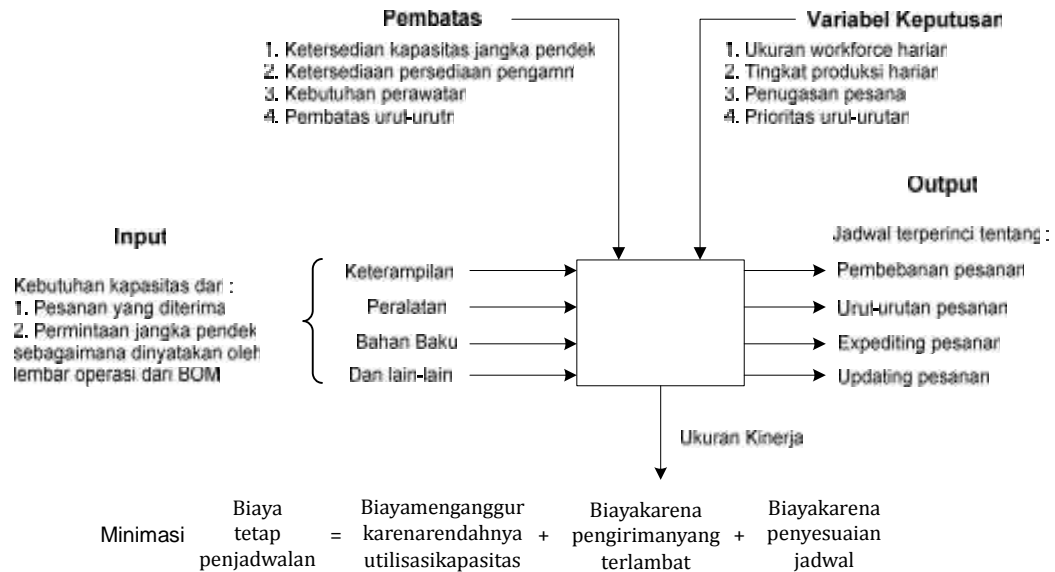 Pembatas
1. Ketersedian kapasitas jangka pendek
2. Ketersediaan persediaan pengamn
3. Kebutuhan perawatan
4. Pembatas urut-urutn
Variabel Keputusan
1. Ukuran workforce harian
2. Tingkat produksi harian
3. Penugasan pesana
4. Prioritas urut-urutan
Input
Kebutuhan kapasitas dari :
1. Pesanan yang diterima
2. Permintaan jangka pendek
sebagaimana dinyatakan oleh
lembar operasi dan BOM
Keterampilan
Peralatan
Bahan Baku
Dan lain-lain
Output
Jadwal terperinci tentang :
Pembebanan pesanan
Urut-urutan pesanan
Expediting pesanan
Updating pesanan
Ukuran Kinerja
Minimasi
Biaya
tetap
penjadwalan
=
Biayamenganggur
karenarendahnya
utilisasikapasitas
+
Biayakarena
pengirimanyang
terlambat
+
Biayakarena
penyesuaian
jadwal